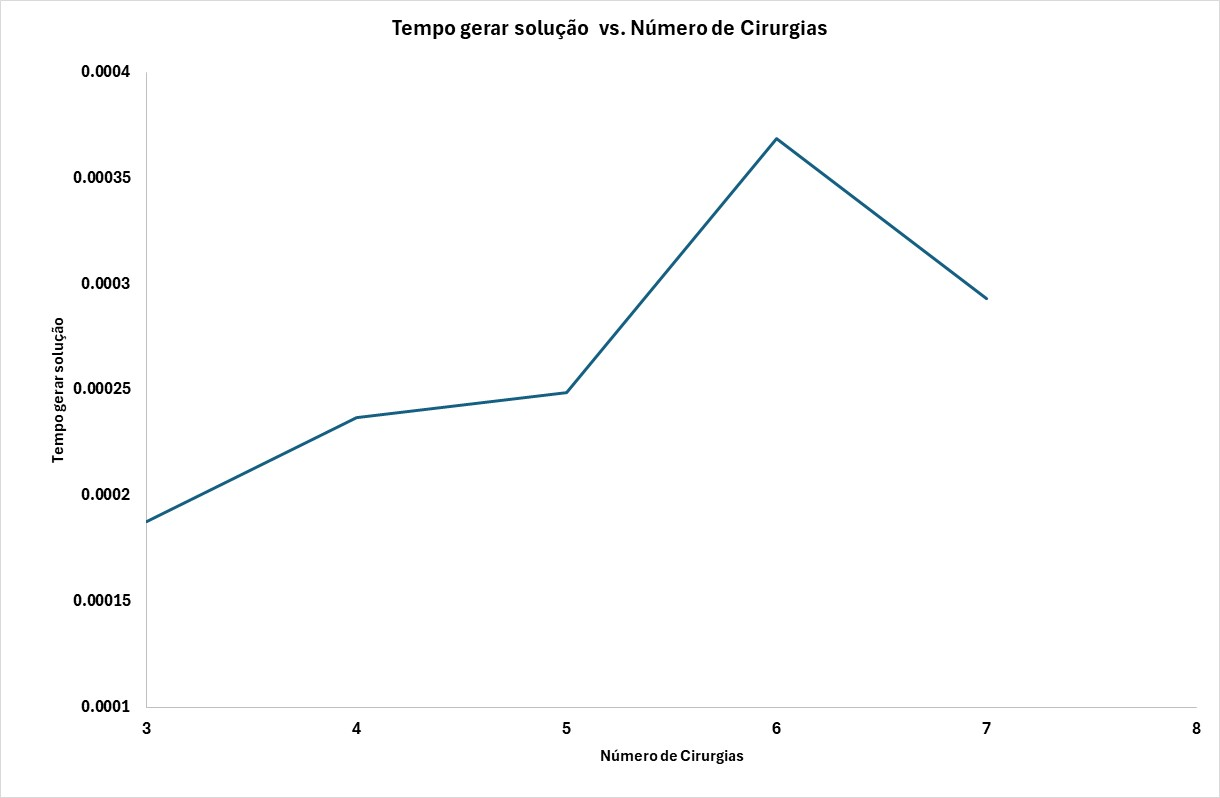 Tempo gerar solução  vs. Número de Cirurgias
0.0004
0.00035
0.0003
0.00025
0.0002
0.00015
0.0001
Tempo gerar solução
3 4 5 6 7 8
Número de Cirurgias